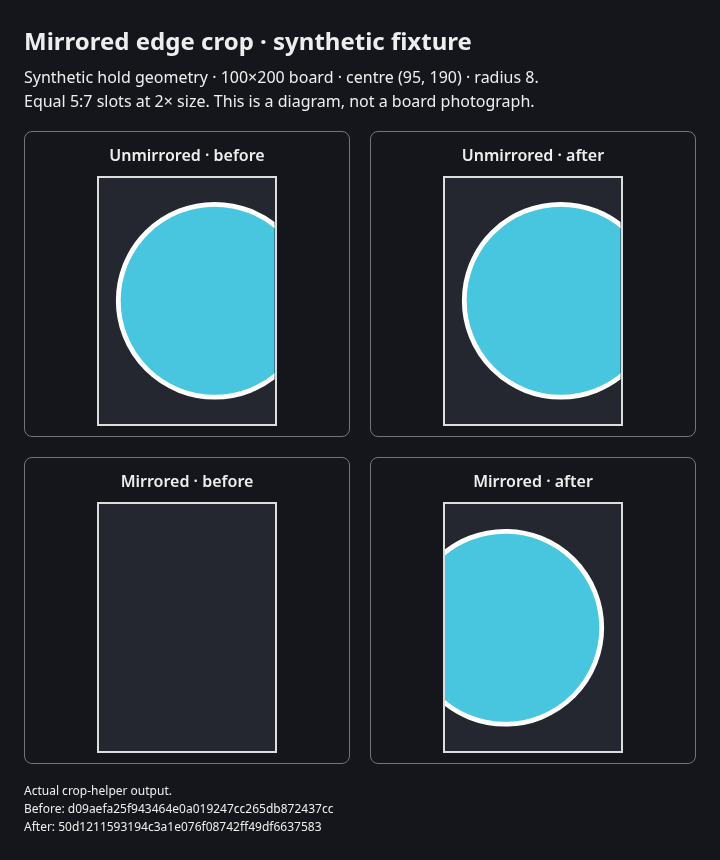 Mirrored edge crop · synthetic fixture
Synthetic hold geometry · 100×200 board · centre (95, 190) · radius 8.
Equal 5:7 slots at 2× size. This is a diagram, not a board photograph.
Unmirrored · before
Unmirrored · after
Mirrored · before
Mirrored · after
Actual crop-helper output.
Before: d09aefa25f943464e0a019247cc265db872437cc
After: 50d1211593194c3a1e076f08742ff49df6637583